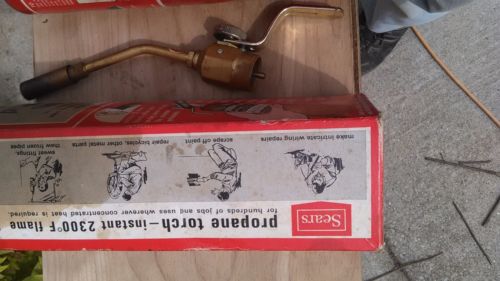 Sears
propane torch—instant 2300°F flame
for hundreds of jobs and uses wherever concentrated heat is required.
make intricate wiring repairs
scrape off paint
repair bicycles, other metal parts
sweat fittings,
thaw frozen pipes